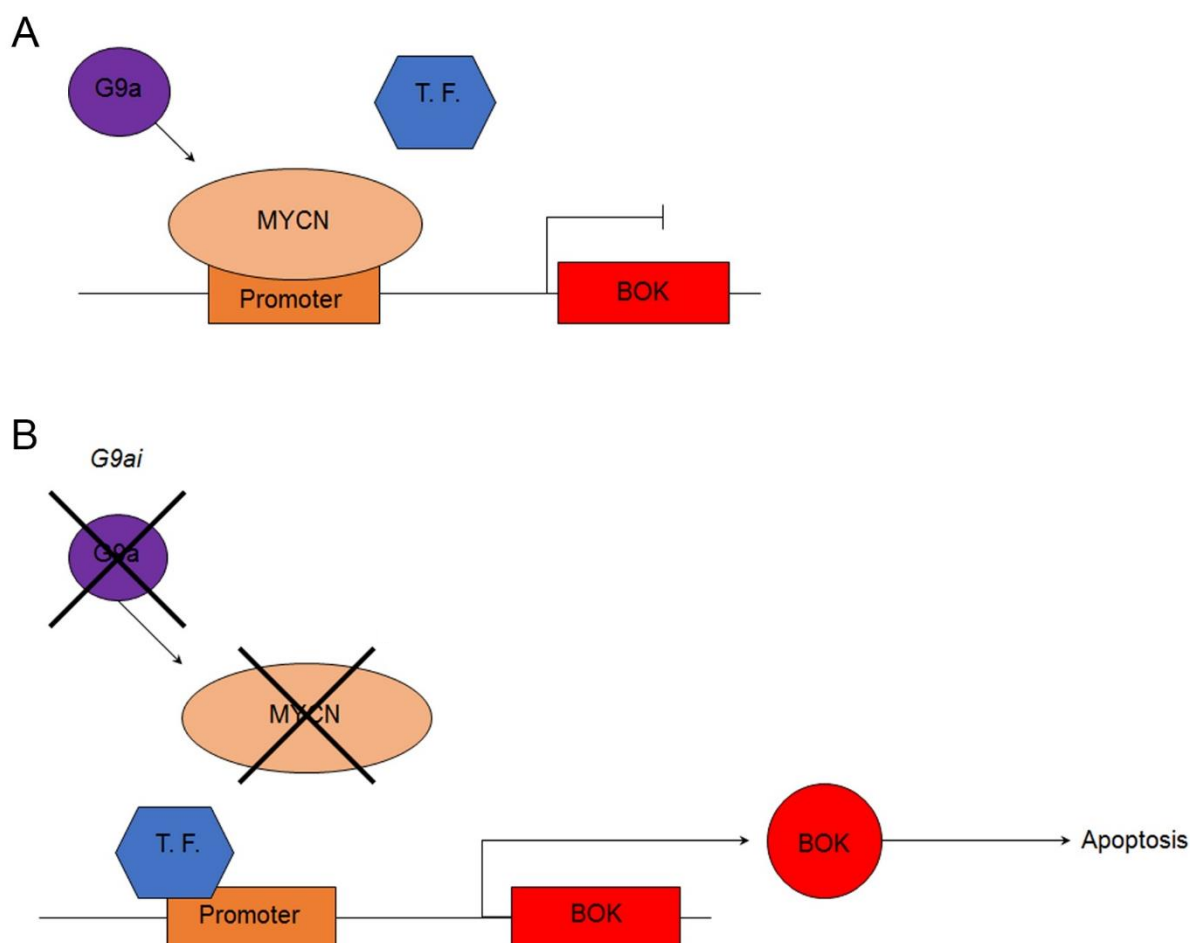 A
G9a
T. F.
MYCN
Promoter
BOK
B
G9ai
G9a
MYCN
T. F.
BOK
Apoptosis
Promoter
BOK